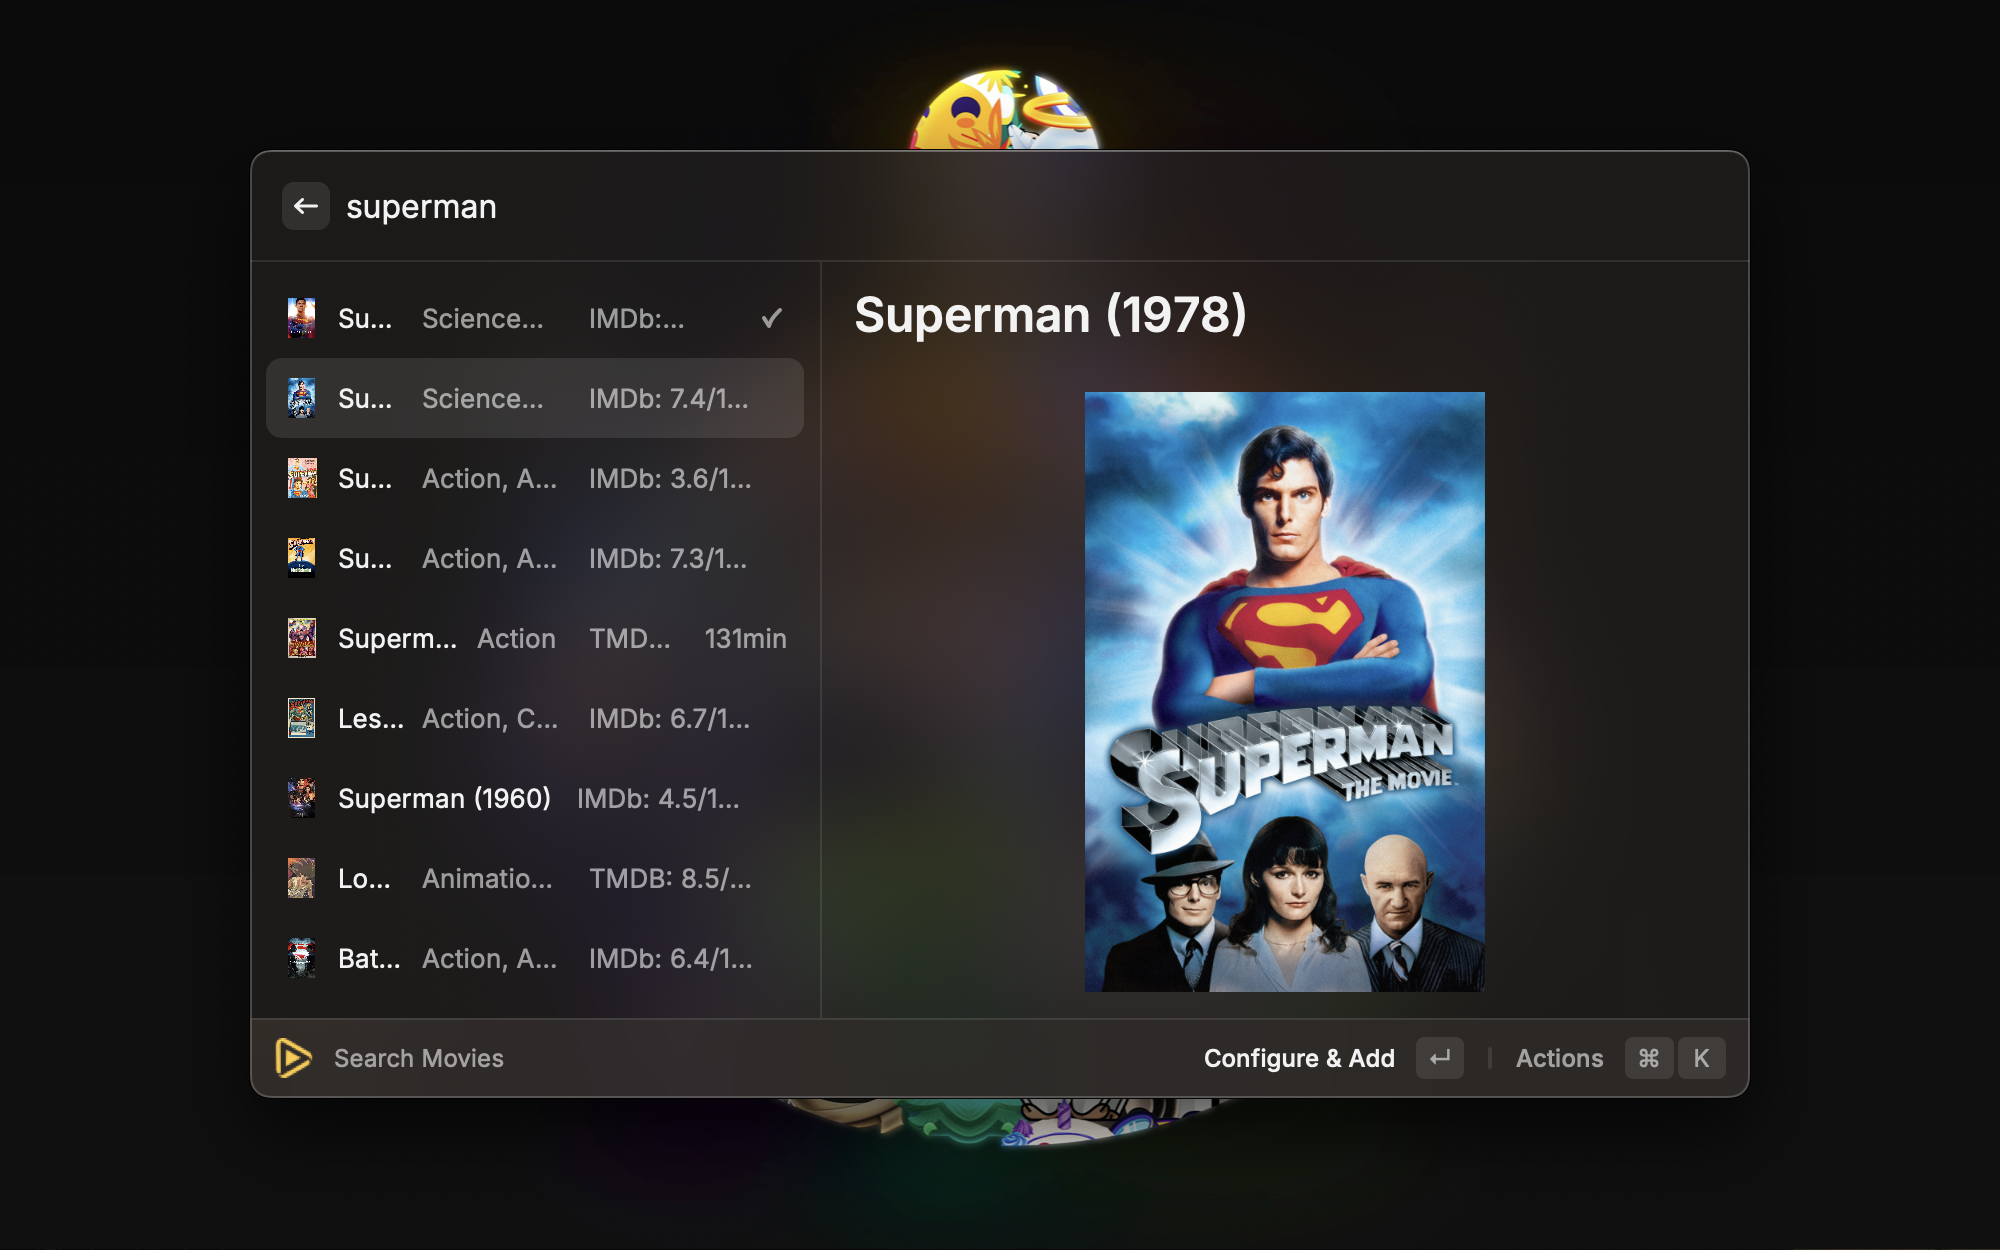 superman
Su... Science... IMDb:...
Su... Science... IMDb: 7.4/1...
Su... Action, A... IMDb: 3.6/1...
Su... Action, A... IMDb: 7.3/1...
Superm... Action TMD... 131min
Les... Action, C... IMDb: 6.7/1...
Superman (1960) IMDb: 4.5/1...
Lo... Animatio... TMDB: 8.5/...
Bat... Action, A... IMDb: 6.4/1...
Superman (1978)
SUPERMAN
THE MOVIE
Search Movies
Configure & Add
Actions ⌘ K